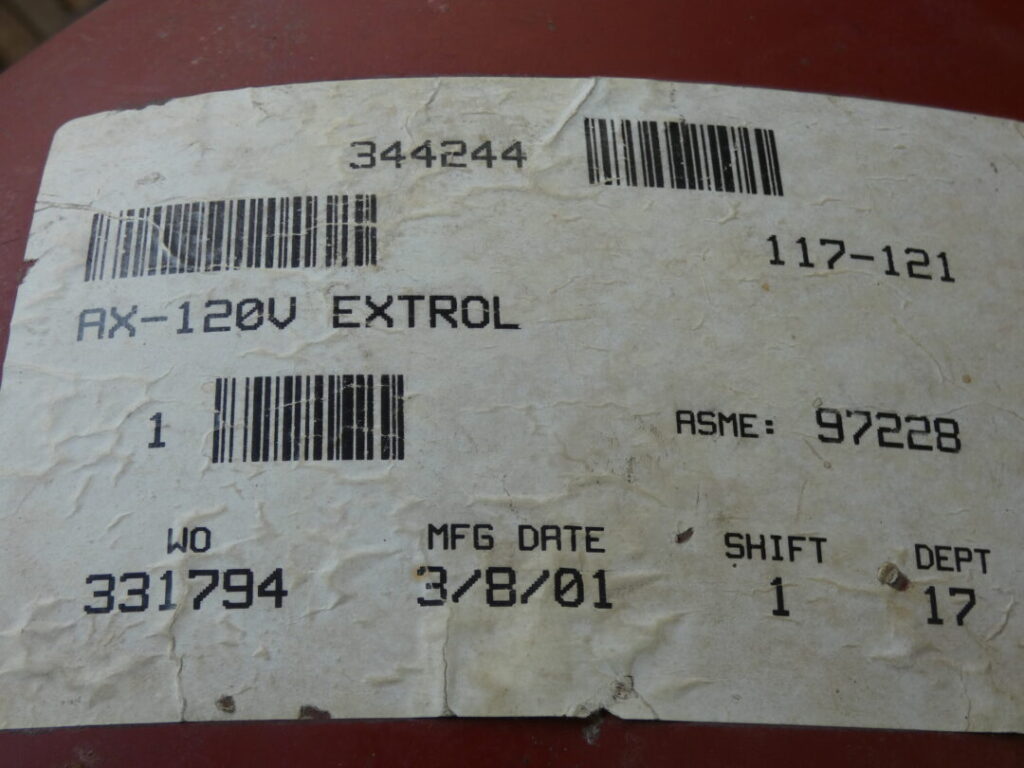 344244
117-121
AX-120V EXTROL
1
ASME: 97228
WO MFG DATE SHIFT DEPT
331794 3/8/01 1 17